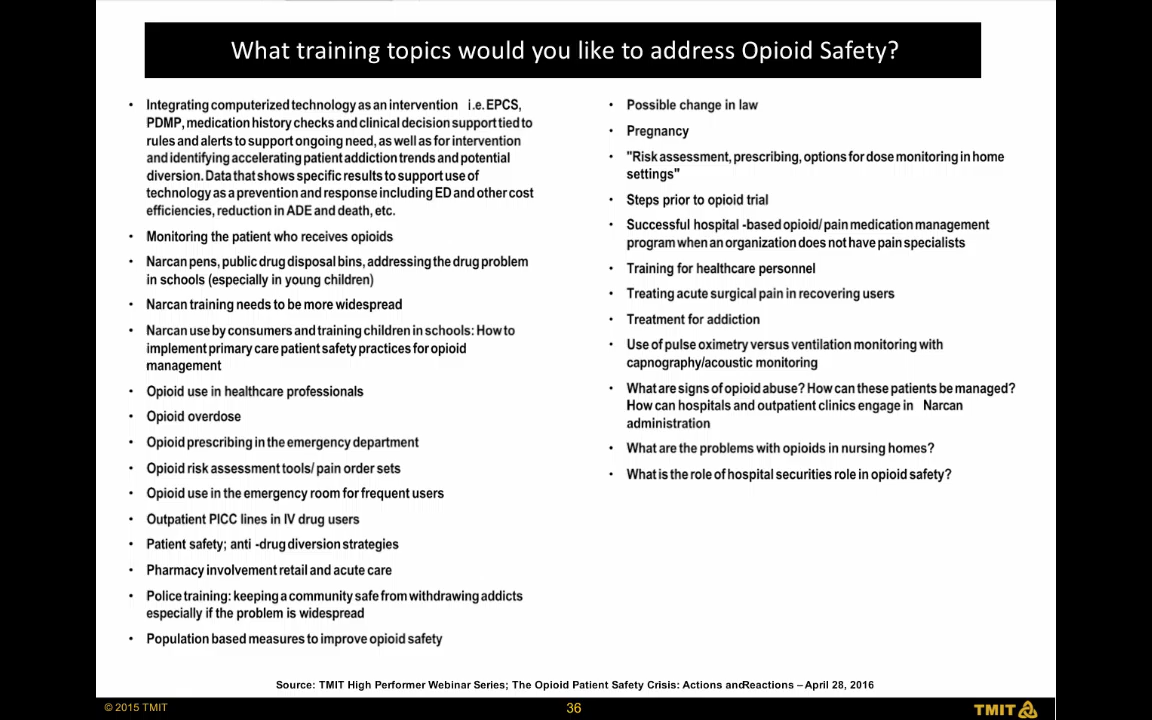 What training topics would you like to address Opioid Safety?
• Integrating computerized technology as an intervention i.e. EPCS,
PDMP, medication history checks and clinical decision support tied to
rules and alerts to support ongoing need, as well as for intervention
and identifying accelerating patient addiction trends and potential
diversion. Data that shows specific results to support use of
technology as a prevention and response including ED and other cost
efficiencies, reduction in ADE and death, etc.
• Monitoring the patient who receives opioids
• Narcan pens, public drug disposal bins, addressing the drug problem
in schools (especially in young children)
• Narcan training needs to be more widespread
• Narcan use by consumers and training children in schools: How to
implement primary care patient safety practices for opioid
management
• Opioid use in healthcare professionals
• Opioid overdose
• Opioid prescribing in the emergency department
• Opioid risk assessment tools/ pain order sets
• Opioid use in the emergency room for frequent users
• Outpatient PICC lines in IV drug users
• Patient safety; anti -drug diversion strategies
• Pharmacy involvement retail and acute care
• Police training: keeping a community safe from withdrawing addicts
especially if the problem is widespread
• Population based measures to improve opioid safety
• Possible change in law
• Pregnancy
• "Risk assessment, prescribing, options for dose monitoring in home
settings"
• Steps prior to opioid trial
• Successful hospital -based opioid/ pain medication management
program when an organization does not have pain specialists
• Training for healthcare personnel
• Treating acute surgical pain in recovering users
• Treatment for addiction
• Use of pulse oximetry versus ventilation monitoring with
capnography/acoustic monitoring
• What are signs of opioid abuse? How can these patients be managed?
How can hospitals and outpatient clinics engage in Narcan
administration
• What are the problems with opioids in nursing homes?
• What is the role of hospital securities role in opioid safety?
Source: TMIT High Performer Webinar Series; The Opioid Patient Safety Crisis: Actions andReactions – April 28, 2016
© 2015 TMIT
36
TMIT